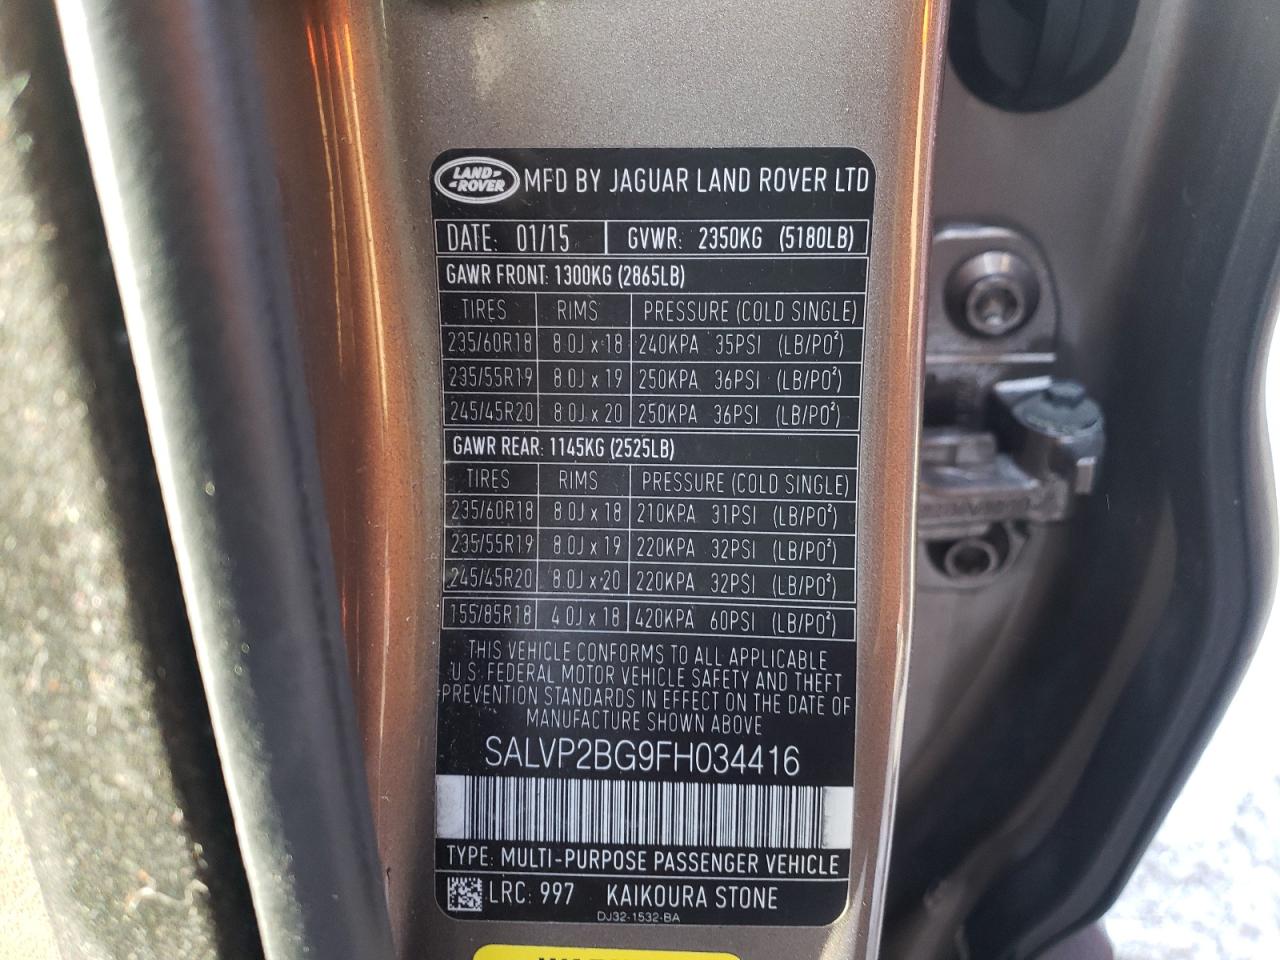 LAND-
-ROVER
MFD BY JAGUAR LAND ROVER LTD
DATE: 01/15 GVWR: 2350KG (5180LB)
GAWR FRONT: 1300KG (2865LB)
TIRES RIMS PRESSURE (COLD SINGLE)
235/60R18 8.0J x 18 240KPA 35PSI (LB/PO²)
235/55R19 8.0J x 19 250KPA 36PSI (LB/PO²)
245/45R20 8.0J x 20 250KPA 36PSI (LB/PO²)
GAWR REAR: 1145KG (2525LB)
TIRES RIMS PRESSURE (COLD SINGLE)
235/60R18 8.0J x 18 210KPA 31PSI (LB/PO²)
235/55R19 8.0J x 19 220KPA 32PSI (LB/PO²)
245/45R20 8.0J x 20 220KPA 32PSI (LB/PO²)
155/85R18 4.0J x 18 420KPA 60PSI (LB/PO²)
THIS VEHICLE CONFORMS TO ALL APPLICABLE
U.S. FEDERAL MOTOR VEHICLE SAFETY AND THEFT
PREVENTION STANDARDS IN EFFECT ON THE DATE OF
MANUFACTURE SHOWN ABOVE
SALVP2BG9FH034416
TYPE: MULTI-PURPOSE PASSENGER VEHICLE
LRC: 997 KAIKOURA STONE
DJ32-1532-BA